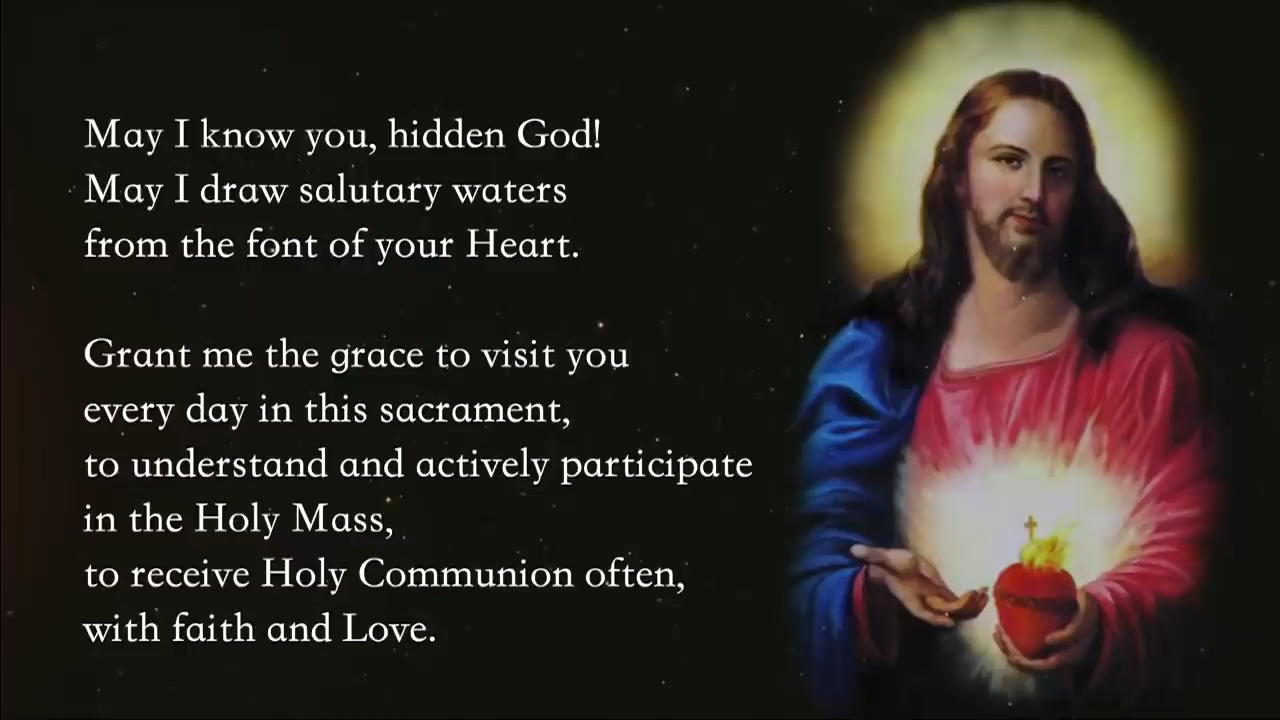 May I know you, hidden God!
May I draw salutary waters
from the font of your Heart.
Grant me the grace to visit you
every day in this sacrament,
to understand and actively participate
in the Holy Mass,
to receive Holy Communion often,
with faith and Love.